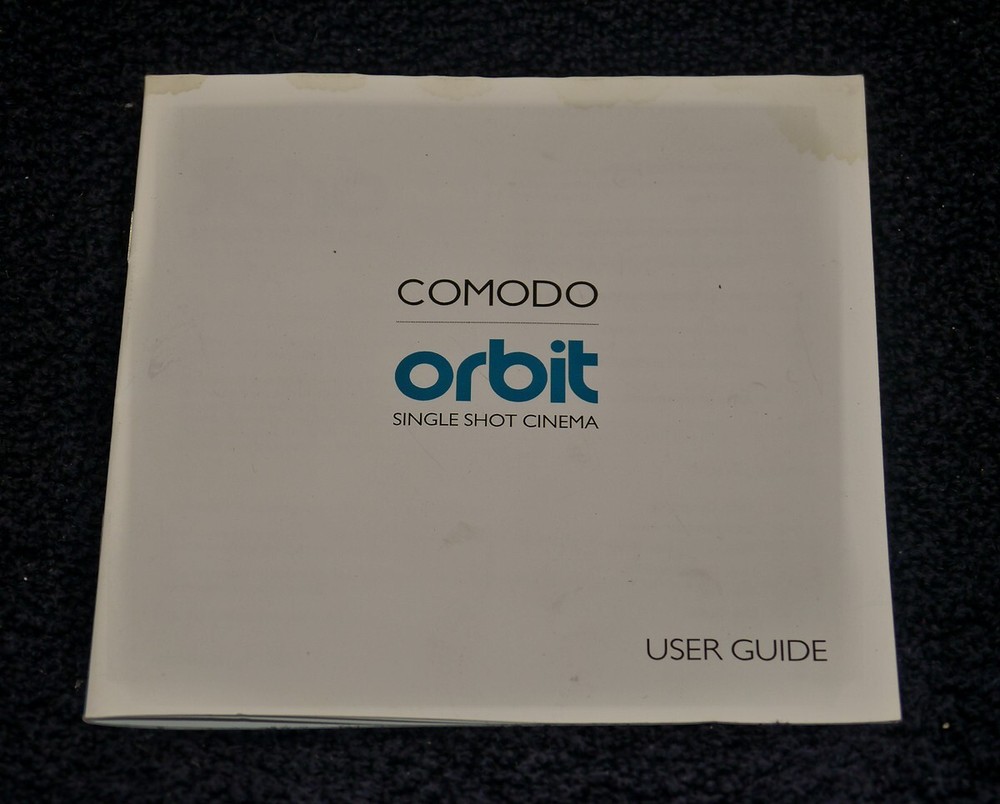 COMODO
orbit
SINGLE SHOT CINEMA
USER GUIDE